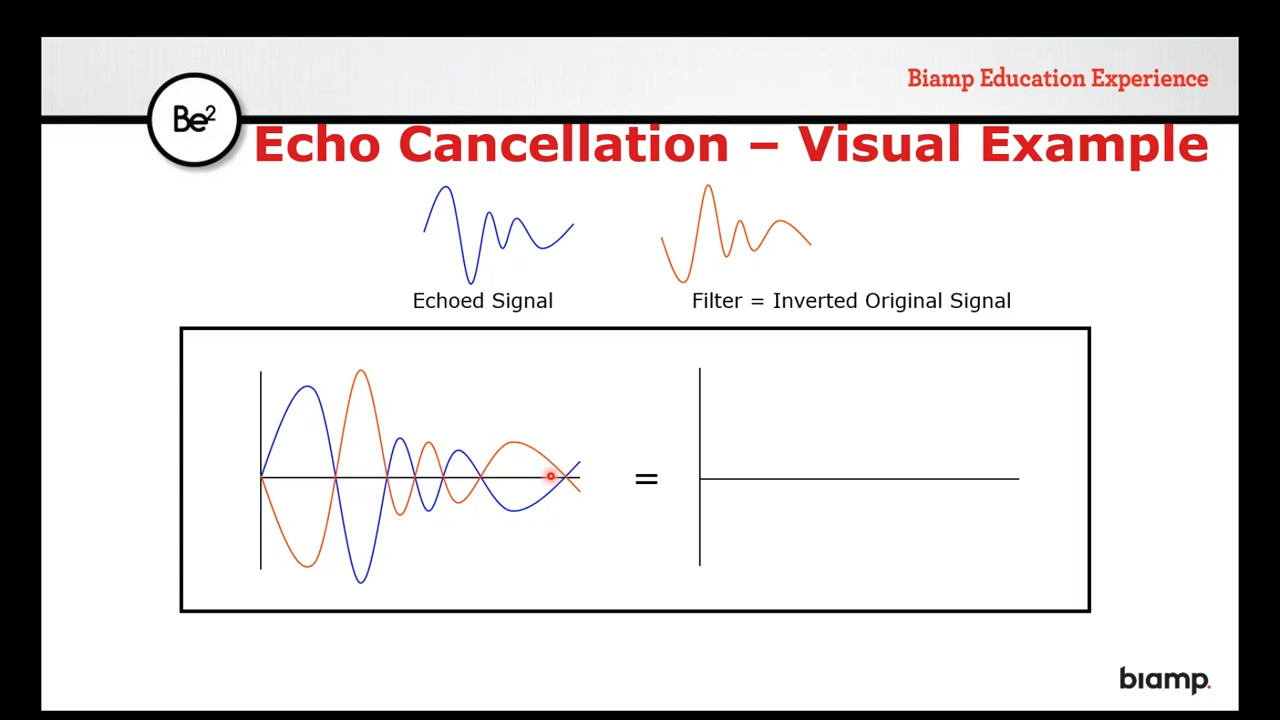 Biamp Education Experience
Be²
Echo Cancellation – Visual Example
Echoed Signal
Filter = Inverted Original Signal
=
biamp.